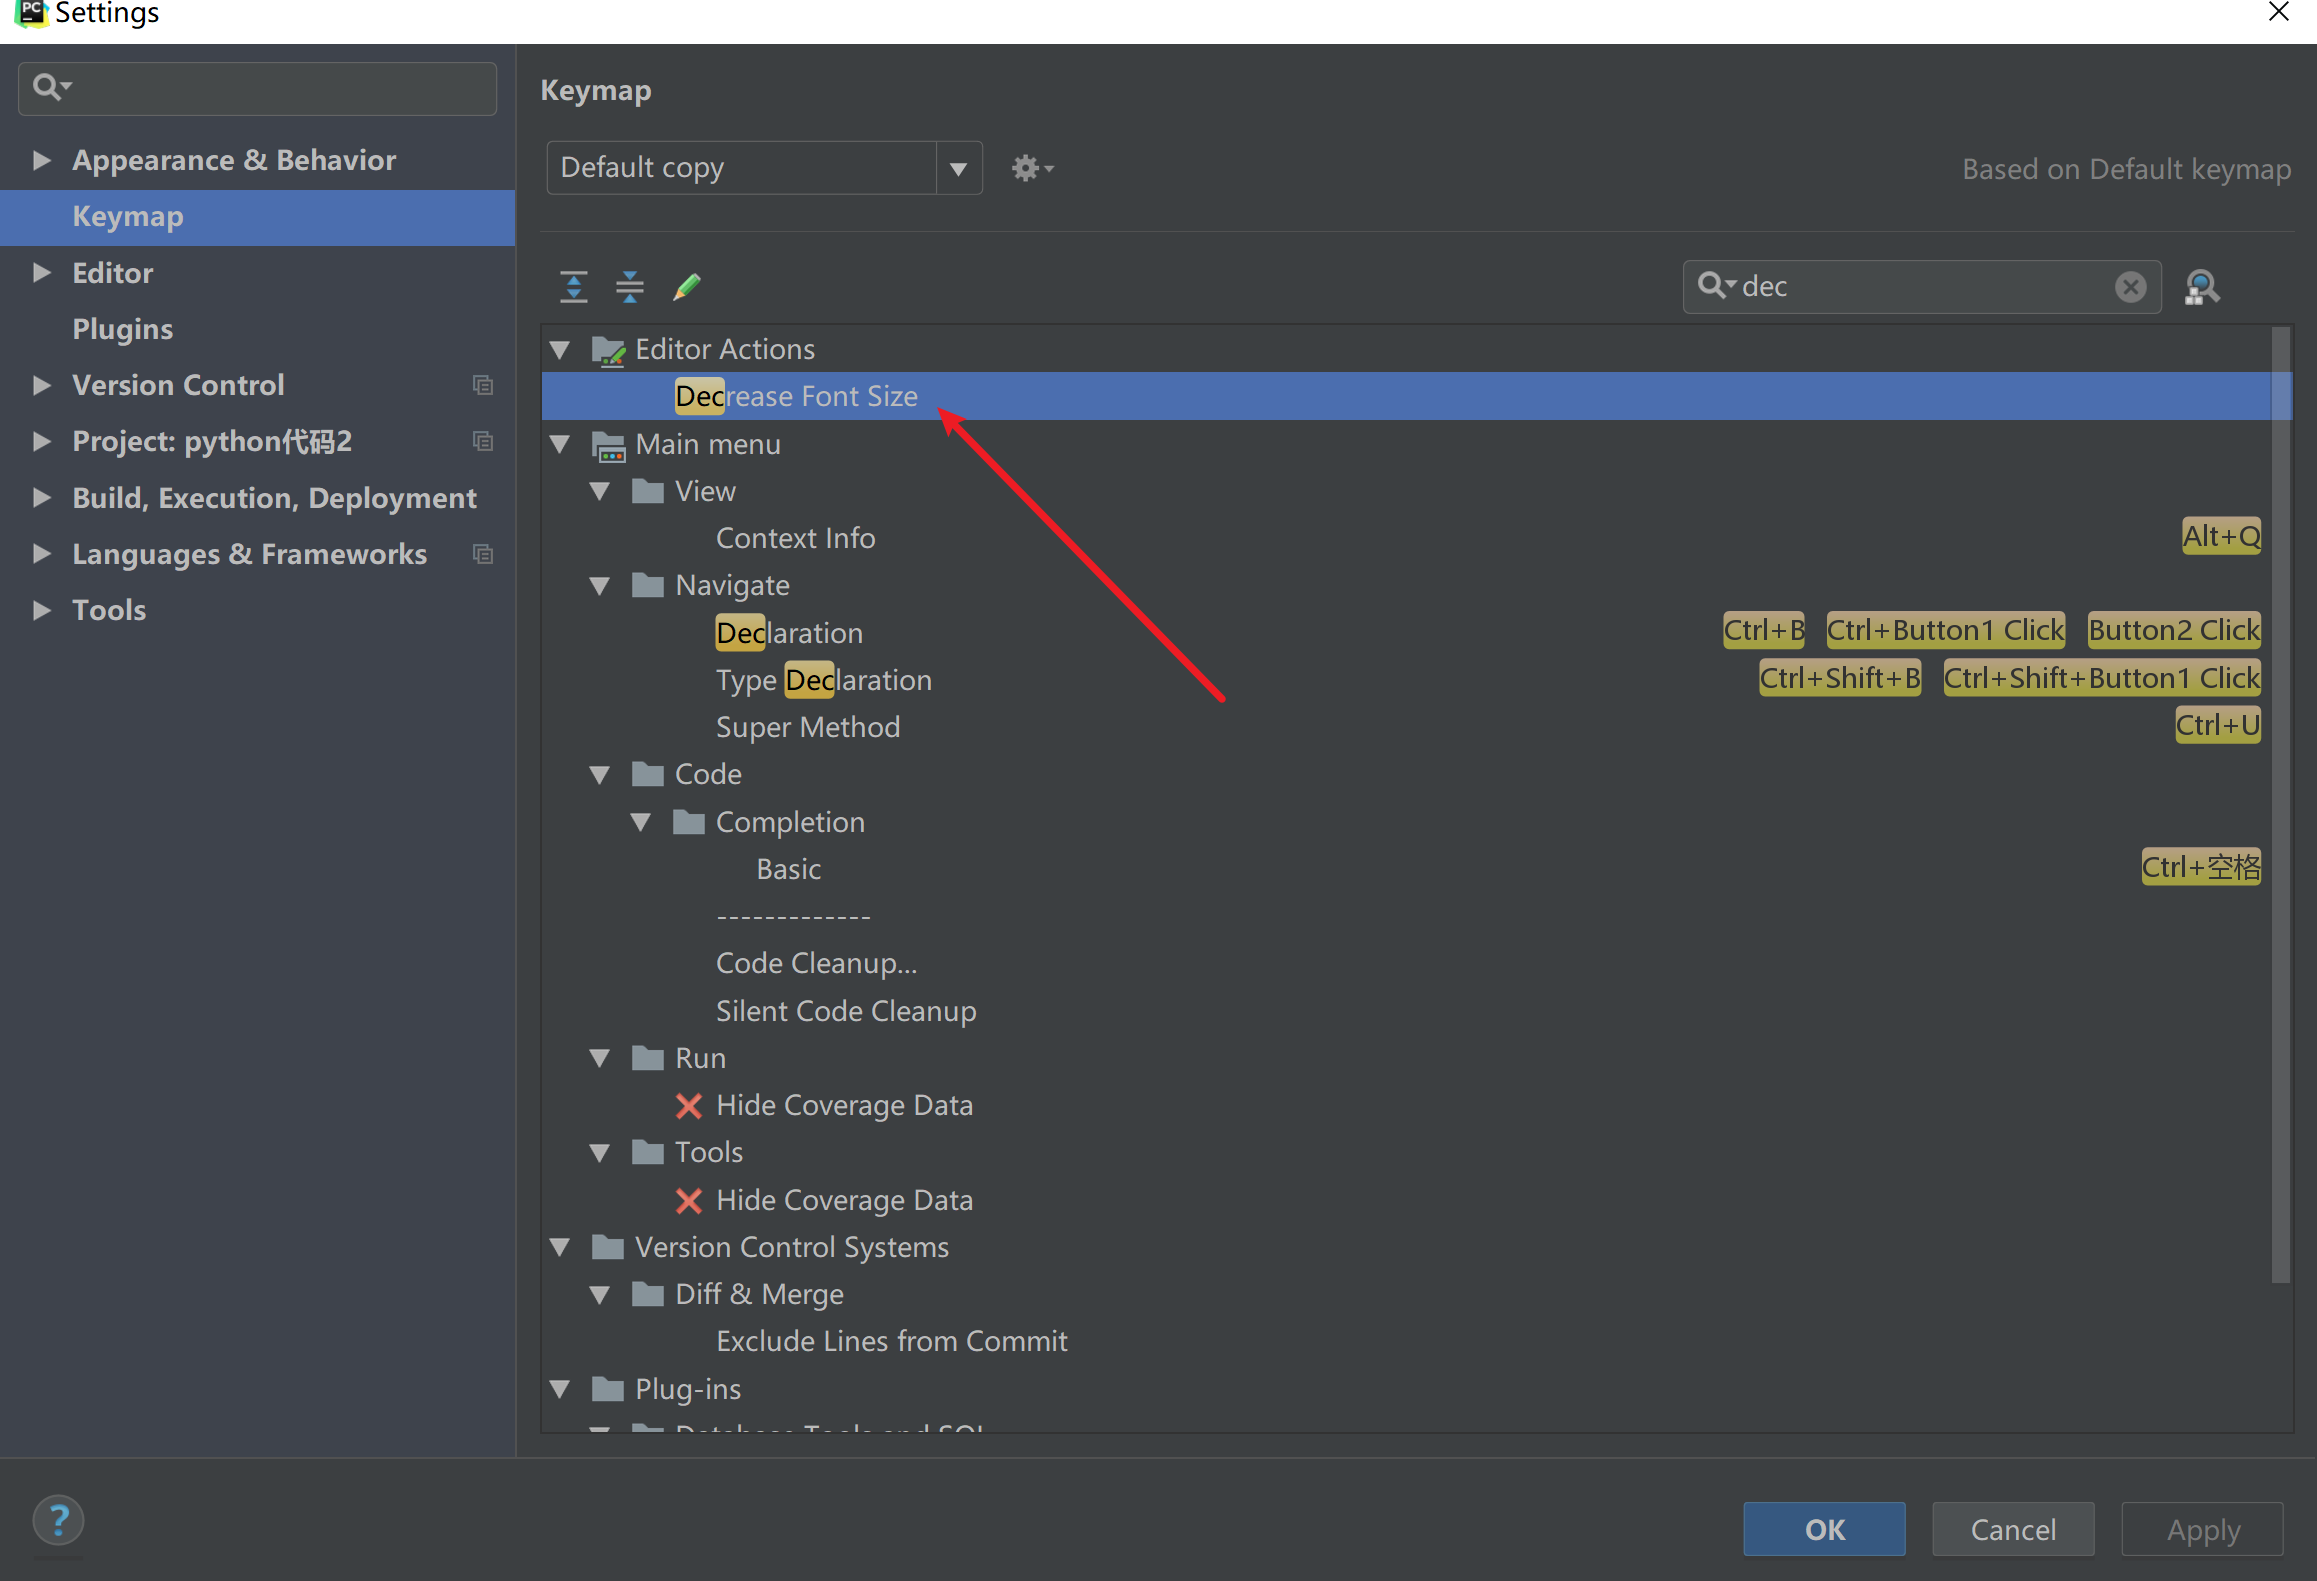 PC Settings
Appearance & Behavior
Keymap
Editor
Plugins
Version Control
Project: python代码2
Build, Execution, Deployment
Languages & Frameworks
Tools
Keymap
Default copy
Based on Default keymap
dec
Editor Actions
Decrease Font Size
Main menu
View
Context Info Alt+Q
Navigate
Declaration Ctrl+B Ctrl+Button1 Click Button2 Click
Type Declaration Ctrl+Shift+B Ctrl+Shift+Button1 Click
Super Method Ctrl+U
Code
Completion
Basic Ctrl+空格
-------------
Code Cleanup...
Silent Code Cleanup
Run
Hide Coverage Data
Tools
Hide Coverage Data
Version Control Systems
Diff & Merge
Exclude Lines from Commit
Plug-ins
Database Tools and SQL
?
OK
Cancel
Apply